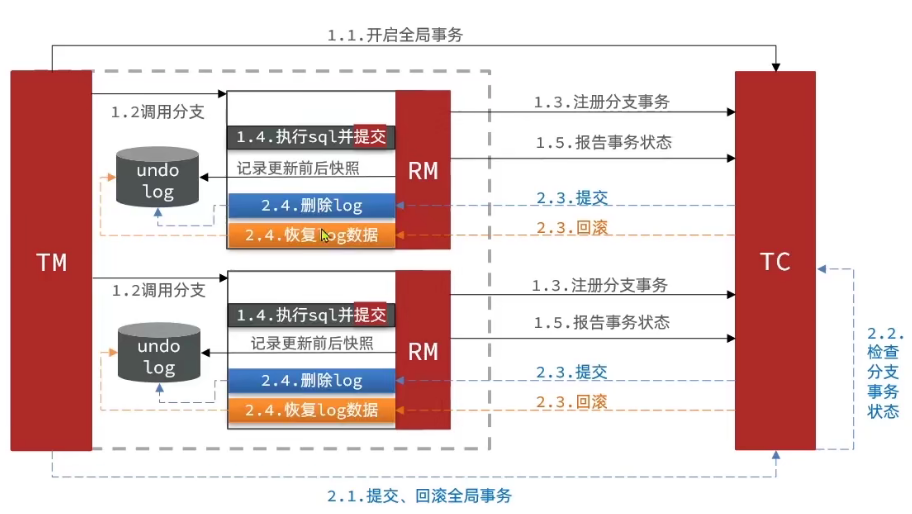 1.1.开启全局事务
TM
1.2调用分支
undo
log
1.4.执行sql并提交
记录更新前后快照
2.4.删除log
2.4.恢复log数据
RM
1.3.注册分支事务
1.5.报告事务状态
2.3.提交
2.3.回滚
1.2调用分支
undo
log
1.4.执行sql并提交
记录更新前后快照
2.4.删除log
2.4.恢复log数据
RM
1.3.注册分支事务
1.5.报告事务状态
2.3.提交
2.3.回滚
TC
2.2.
检查
分支
事务
状态
2.1.提交、回滚全局事务